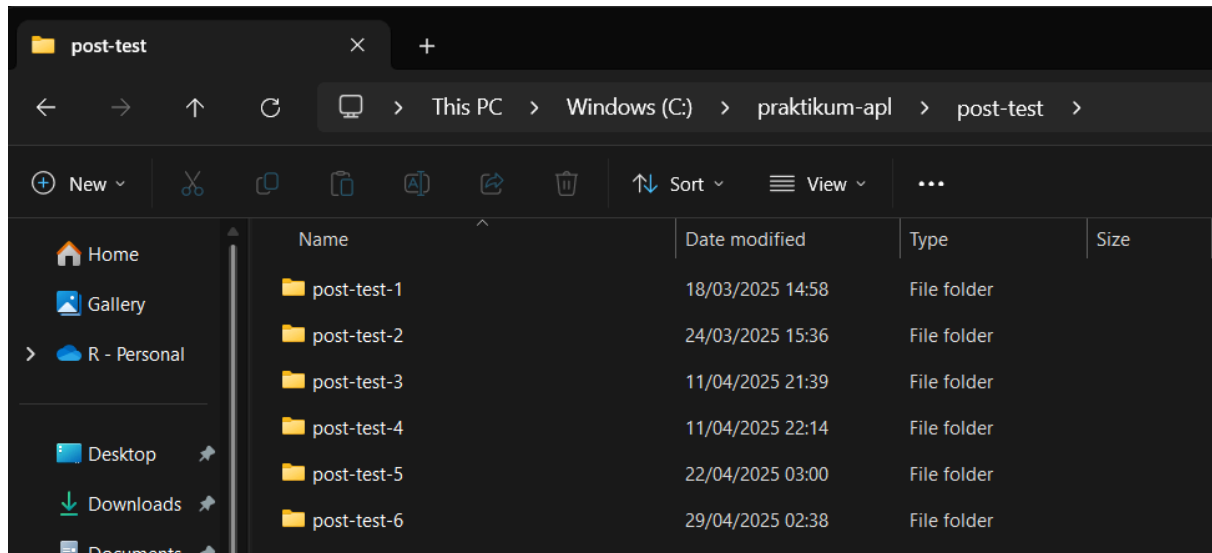 post-test
This PC > Windows (C:) > praktikum-apl > post-test >
New Sort View
Name Date modified Type Size
Home
Gallery
R - Personal
Desktop
Downloads
Documents
post-test-1 18/03/2025 14:58 File folder
post-test-2 24/03/2025 15:36 File folder
post-test-3 11/04/2025 21:39 File folder
post-test-4 11/04/2025 22:14 File folder
post-test-5 22/04/2025 03:00 File folder
post-test-6 29/04/2025 02:38 File folder